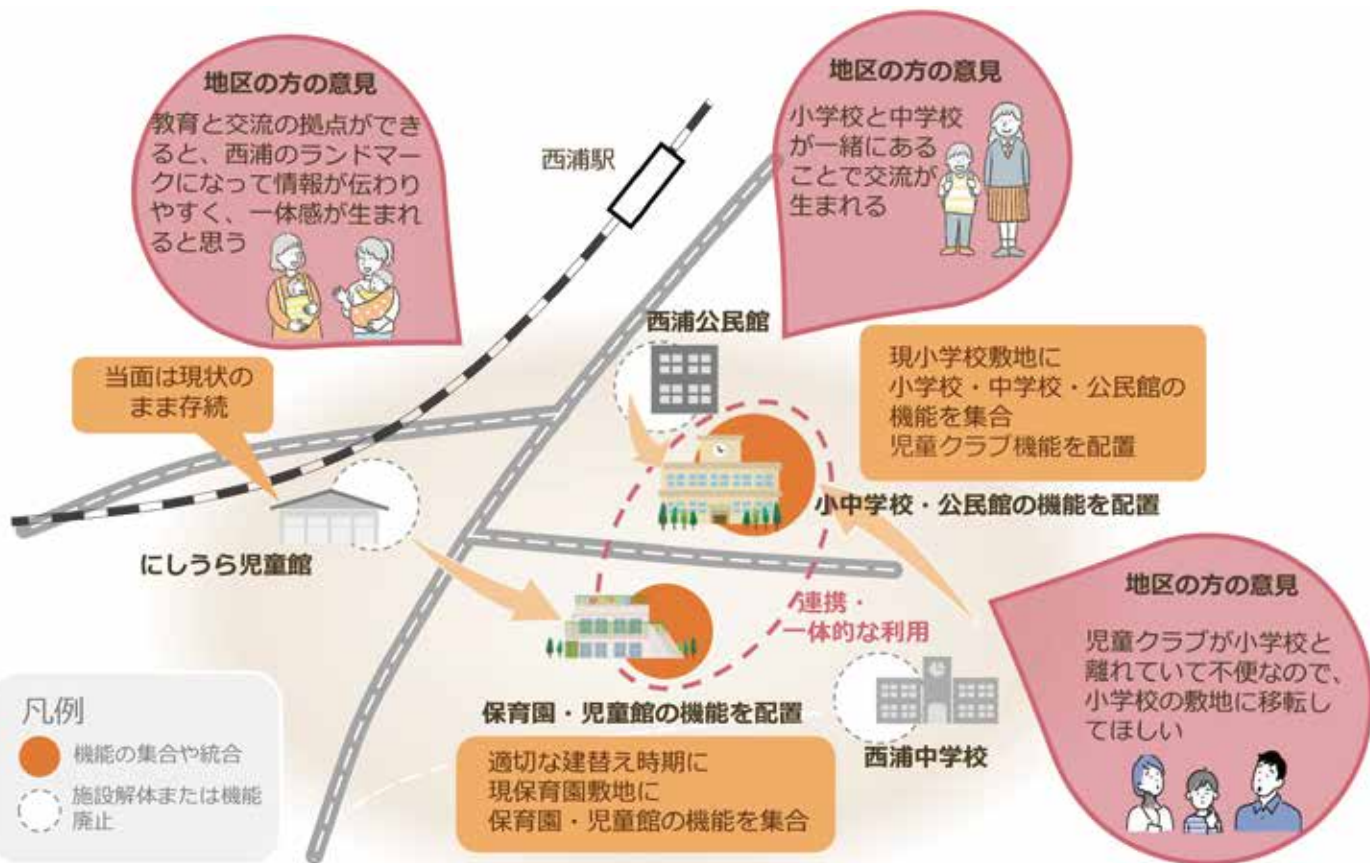 地区の方の意見
教育と交流の拠点ができ
ると、西浦のランドマー
クになって情報が伝わり
やすく、一体感が生まれ
ると思う
西浦駅
地区の方の意見
小学校と中学校
が一緒にある
ことで交流が
生まれる
西浦公民館
当面は現状の
まま存続
現小学校敷地に
小学校・中学校・公民館の
機能を集合
児童クラブ機能を配置
小中学校・公民館の機能を配置
にしうら児童館
連携・
一体的な利用
地区の方の意見
児童クラブが小学校と
離れていて不便なので、
小学校の敷地に移転し
てほしい
保育園・児童館の機能を配置
適切な建替え時期に
現保育園敷地に
保育園・児童館の機能を集合
西浦中学校
凡例
機能の集合や統合
施設解体または機能
廃止